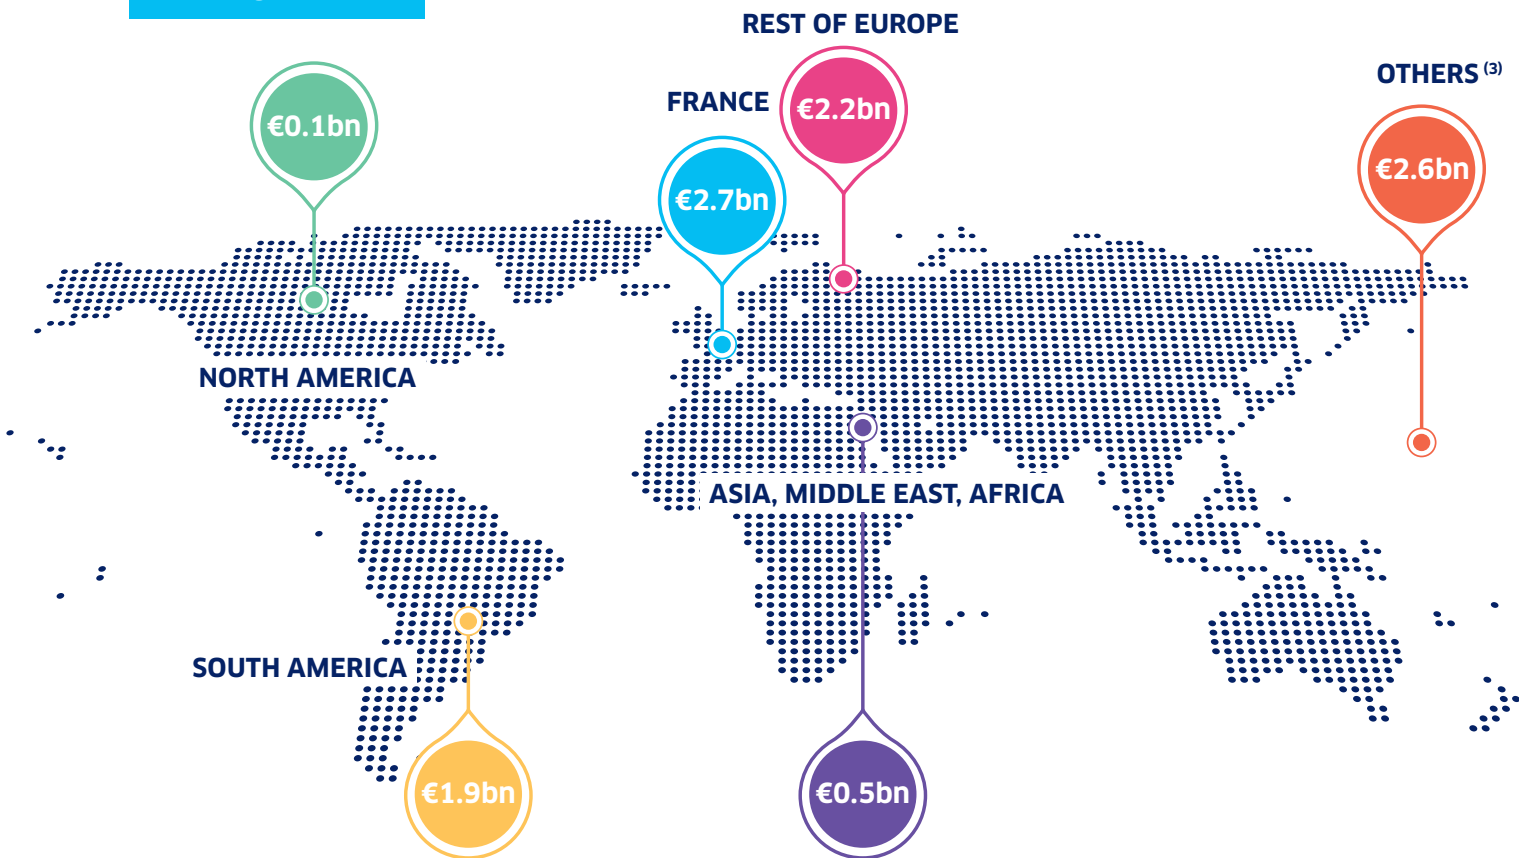 REST OF EUROPE
OTHERS (3)
FRANCE
€0.1bn
€2.2bn
€2.7bn
€2.6bn
NORTH AMERICA
ASIA, MIDDLE EAST, AFRICA
SOUTH AMERICA
€1.9bn
€0.5bn